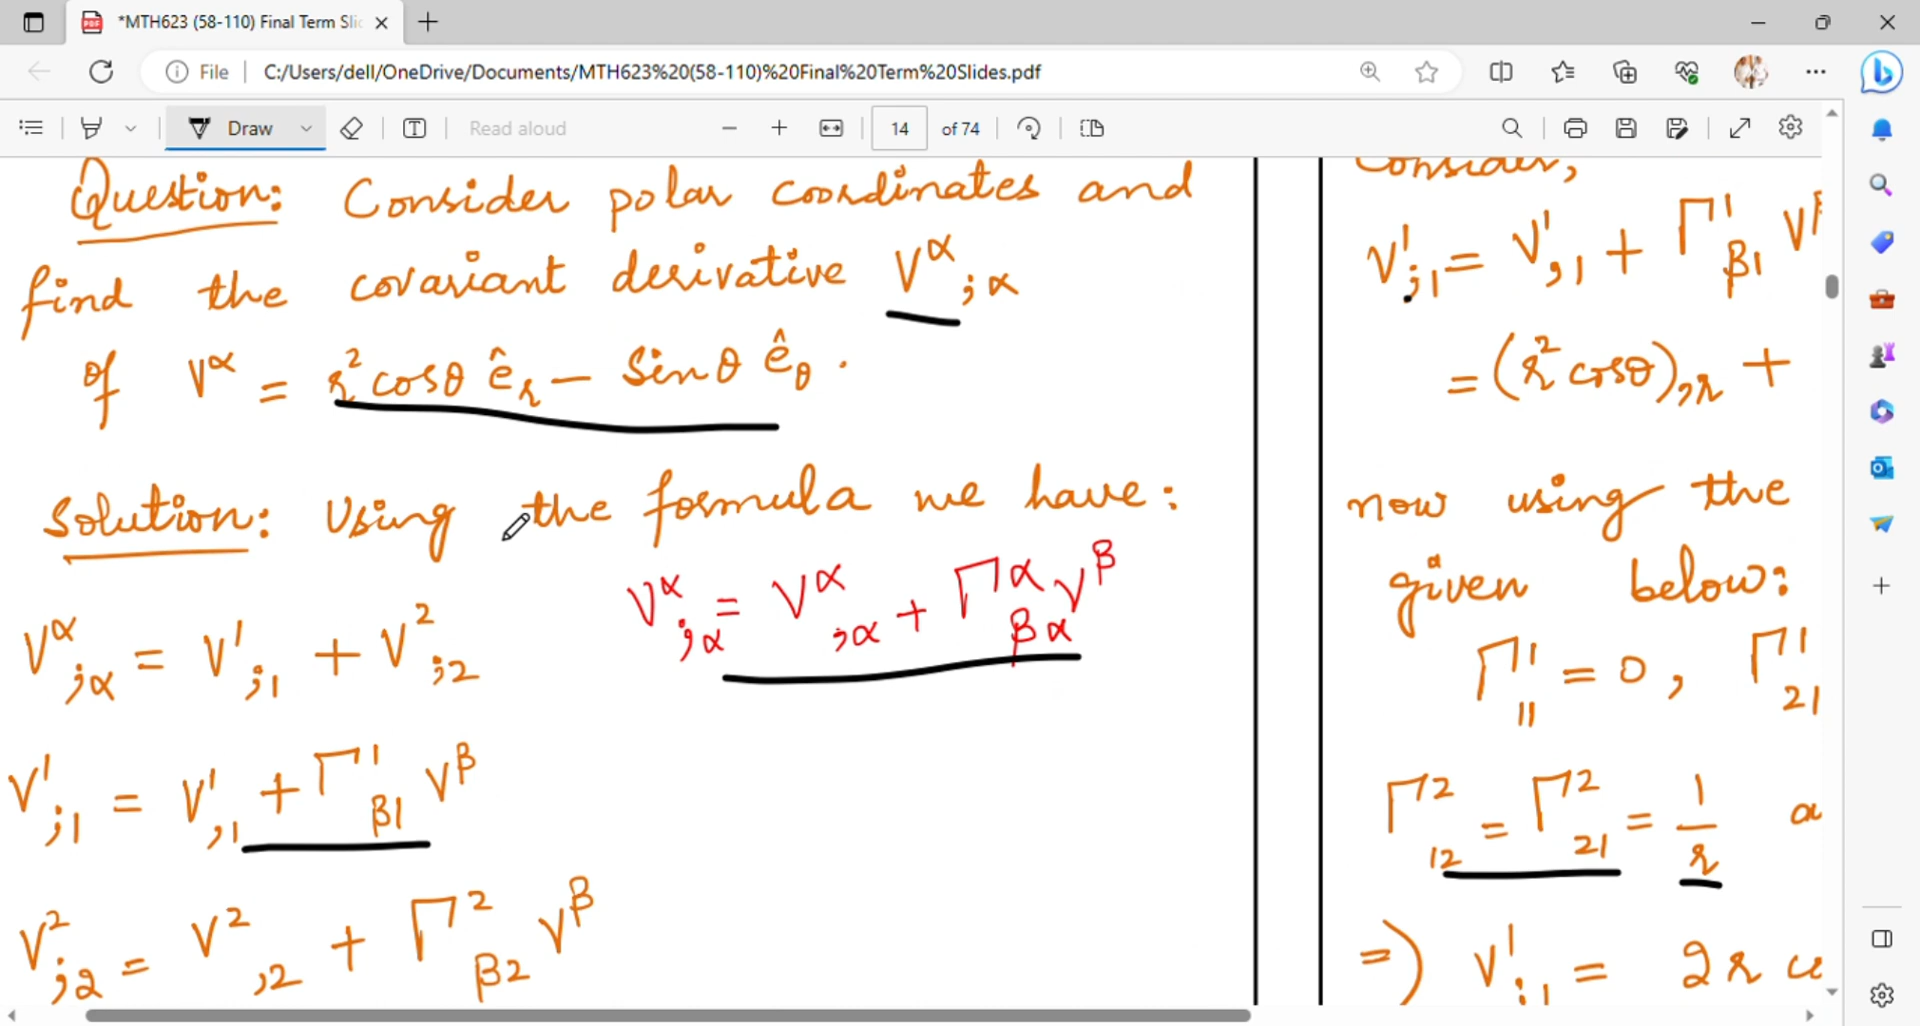 *MTH623 (58-110) Final Term Slid
File
C:/Users/dell/OneDrive/Documents/MTH623%20(58-110)%20Final%20Term%20Slides.pdf
Draw
Read aloud
14 of 74
Question: Consider polar coordinates and
find the covariant derivative V^α_;α
of V^α = r² cosθ ê_r − Sinθ ê_θ .
Solution: Using the formula we have:
V^α_;α = V^α_,α + Γ^α_βα V^β
V^α_;α = V^1_;1 + V^2_;2
V^1_;1 = V^1_,1 + Γ^1_β1 V^β
V^2_;2 = V^2_,2 + Γ^2_β2 V^β
Consider,
V^1_;1 = V^1_,1 + Γ^1_β1 V^β
= (r² cosθ)_,r +
now using the
given below:
Γ^1_11 = 0, Γ^1_21
Γ^2_12 = Γ^2_21 = 1/r
=) V^1_;1 = 2r